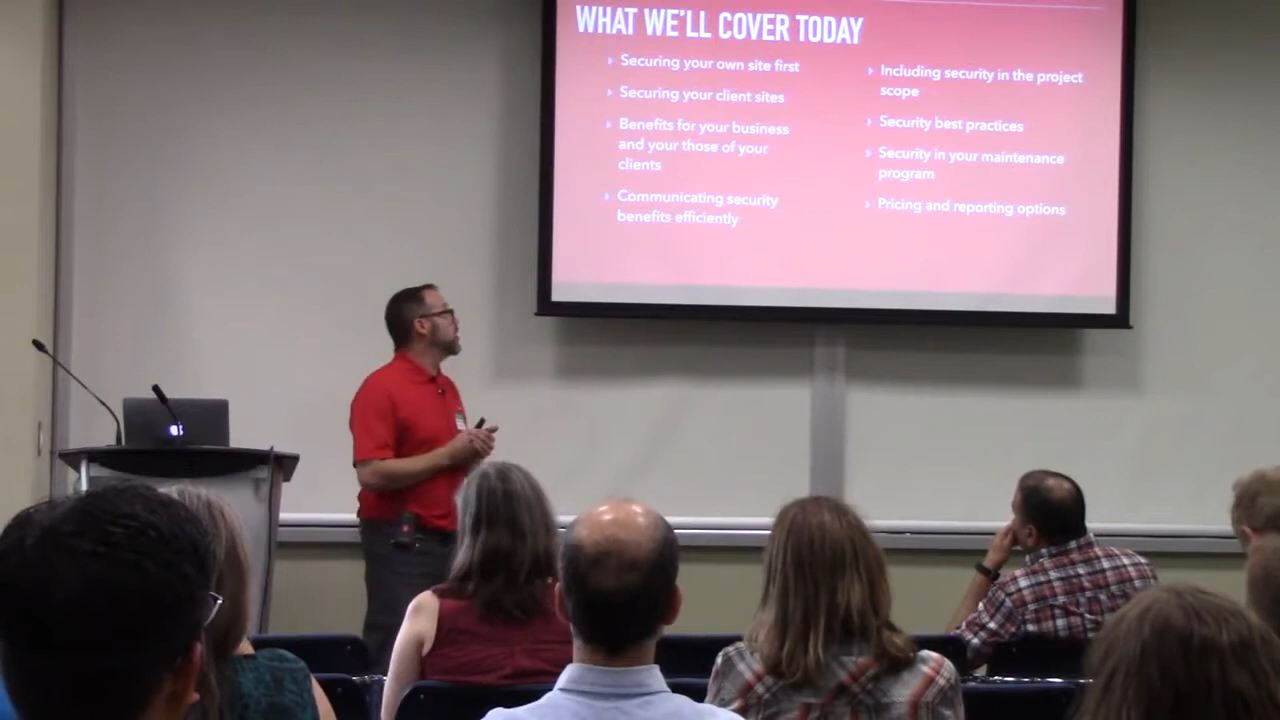 WHAT WE'LL COVER TODAY
Securing your own site first
Securing your client sites
Benefits for your business
and your those of your
clients
Communicating security
benefits efficiently
Including security in the project
scope
Security best practices
Security in your maintenance
program
Pricing and reporting options